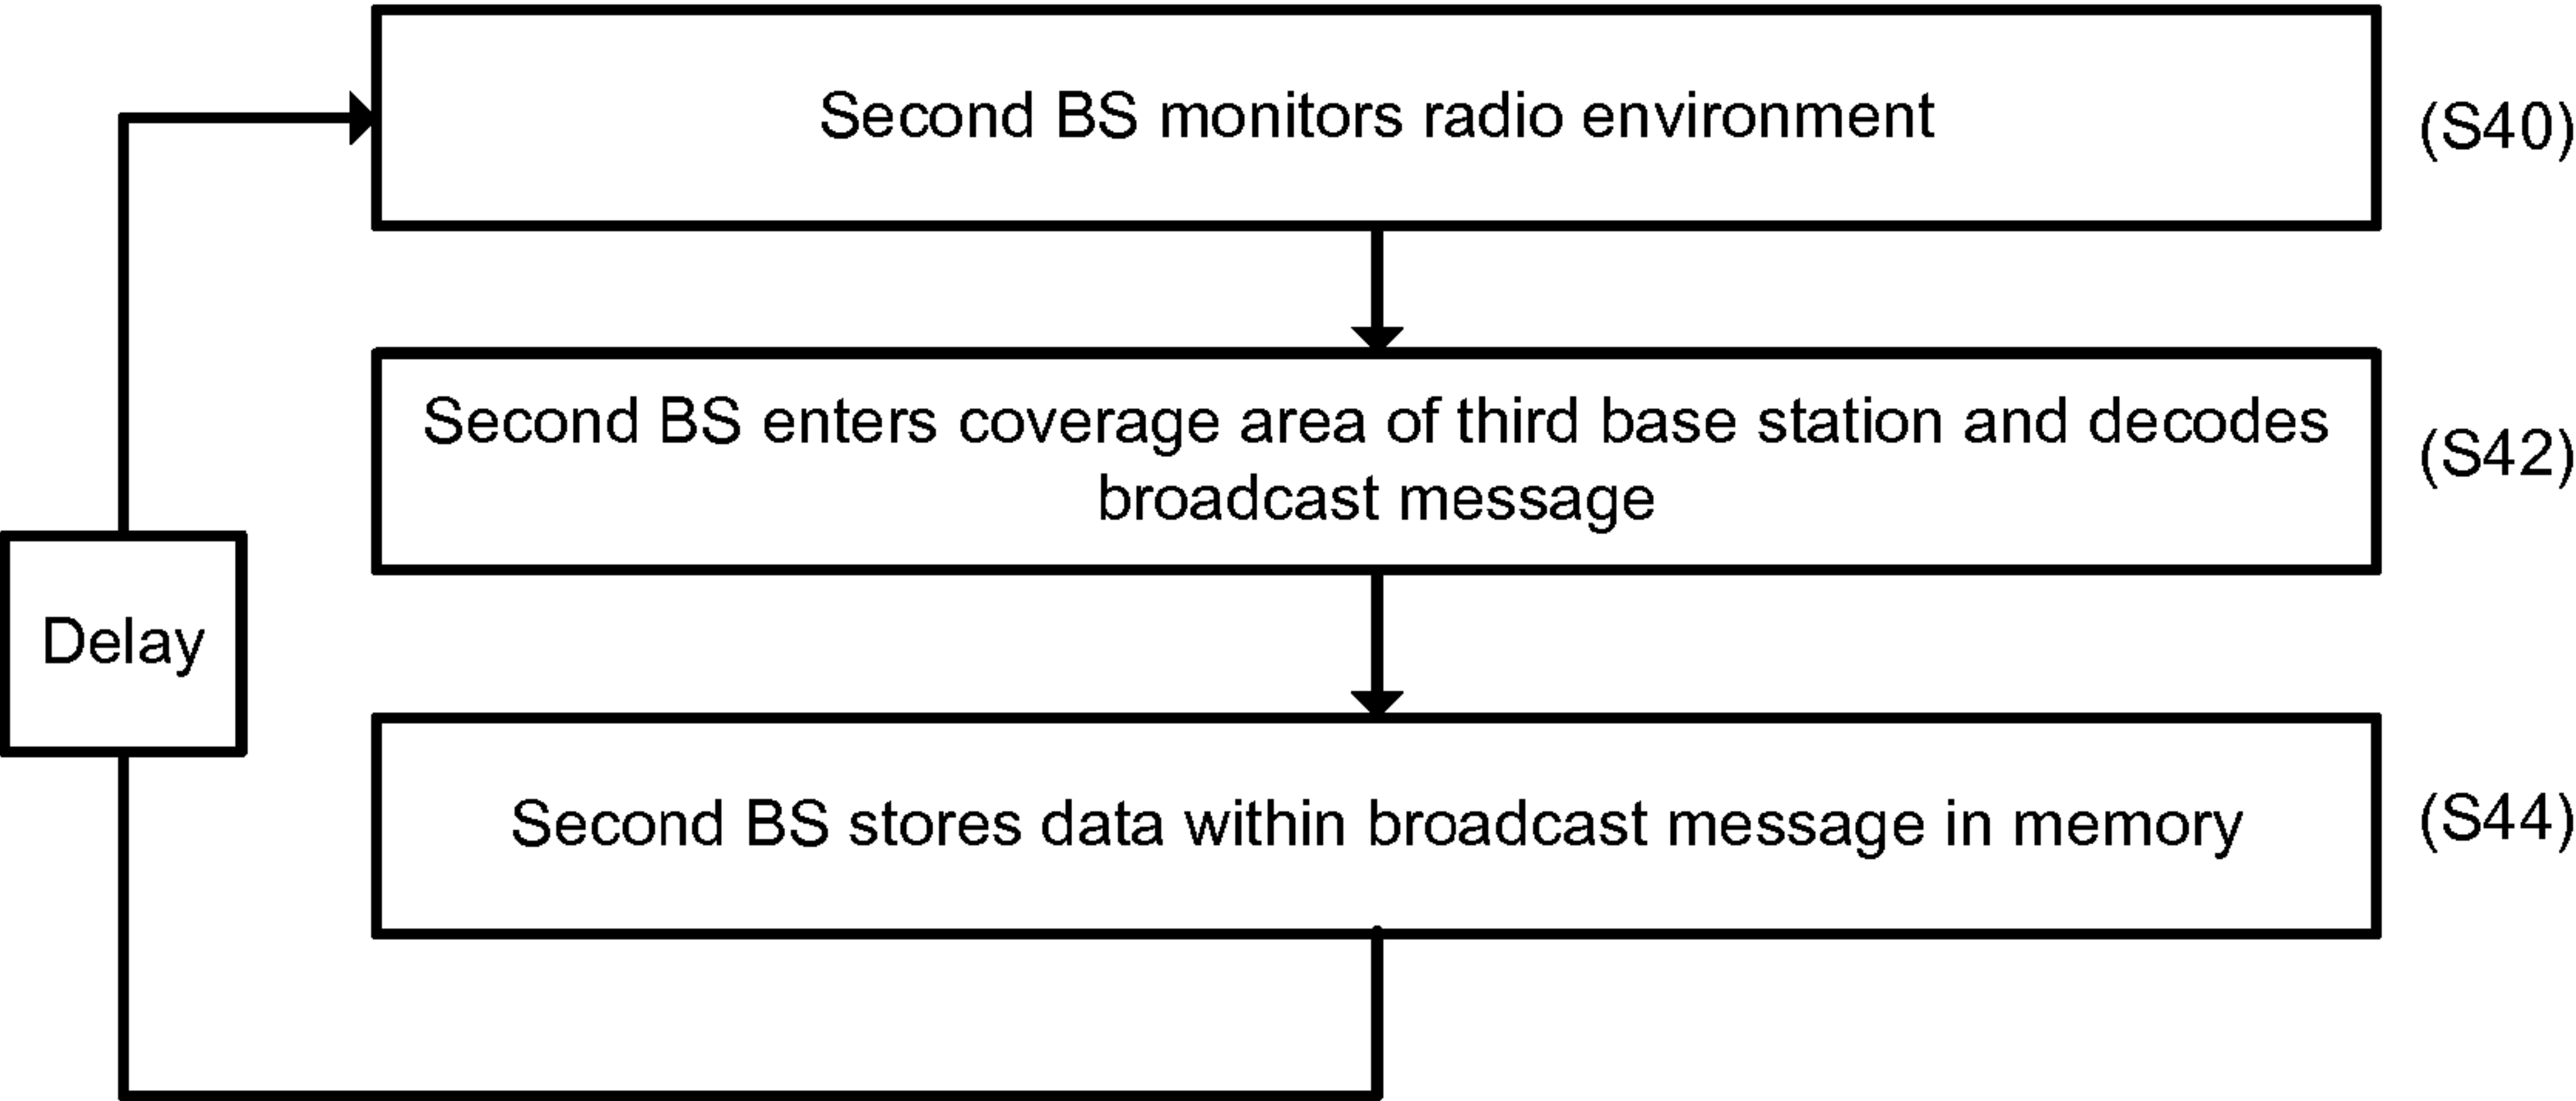 Second BS monitors radio environment
(S40)
Second BS enters coverage area of third base station and decodes
broadcast message
(S42)
Delay
Second BS stores data within broadcast message in memory
(S44)